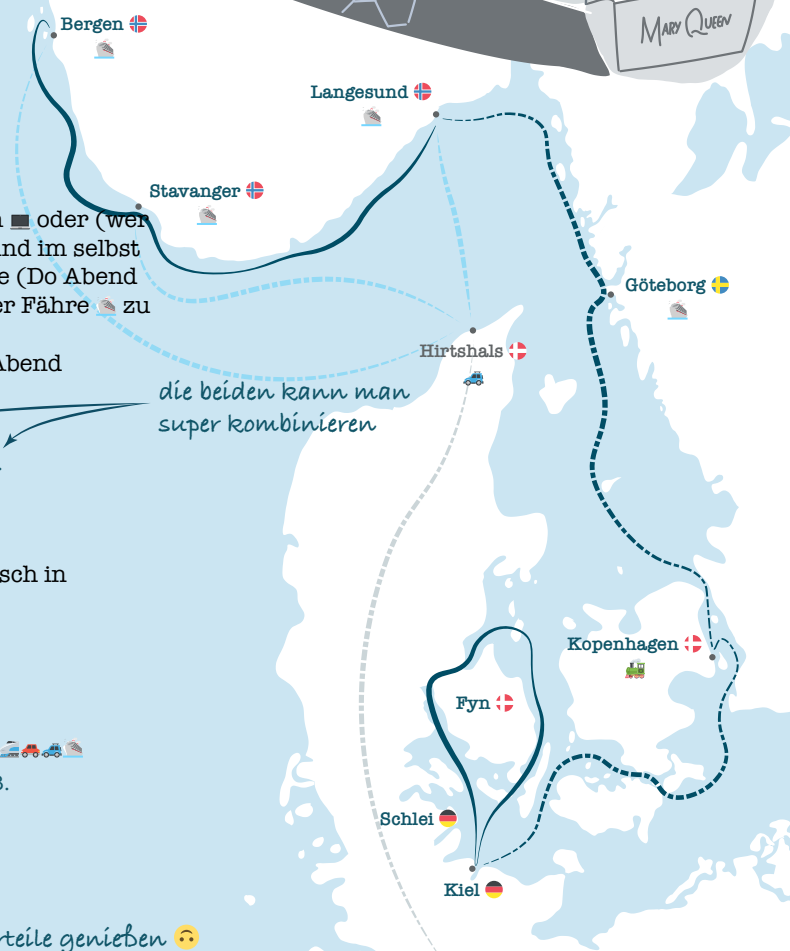 MARY QUEEN
Bergen 🇳🇴
🛳️
Langesund 🇳🇴
🛳️
Stavanger 🇳🇴
🛳️
💻 oder (wer
nd im selbst
e (Do Abend
er Fähre 🛳️ zu
Göteborg 🇸🇪
🛳️
Hirtshals 🇩🇰
🚙
Abend
die beiden kann man
super kombinieren
sch in
Kopenhagen 🇩🇰
🚂
Fyn 🇩🇰
🚄🚗🚙🛳️
Schlei 🇩🇪
Kiel 🇩🇪
rteile genießen 🙃